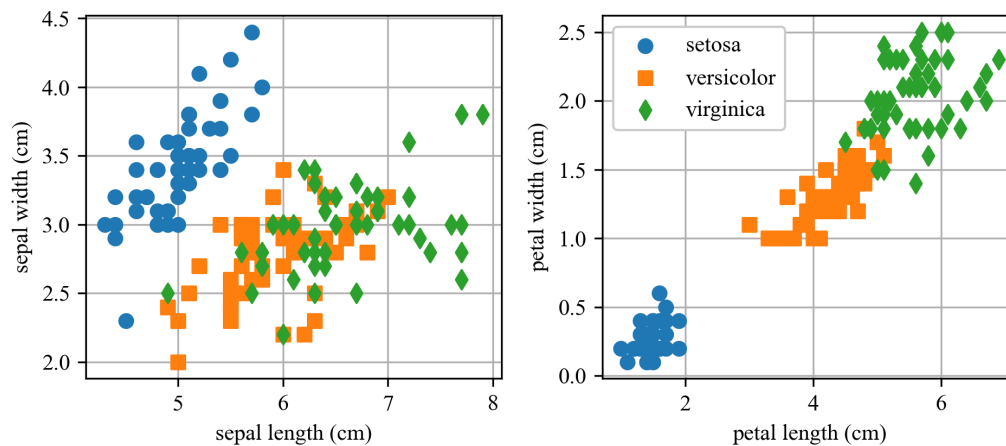 4.5
4.0
3.5
3.0
2.5
2.0
sepal width (cm)
5 6 7 8
sepal length (cm)
2.5
2.0
1.5
1.0
0.5
0.0
petal width (cm)
setosa
versicolor
virginica
2 4 6
petal length (cm)